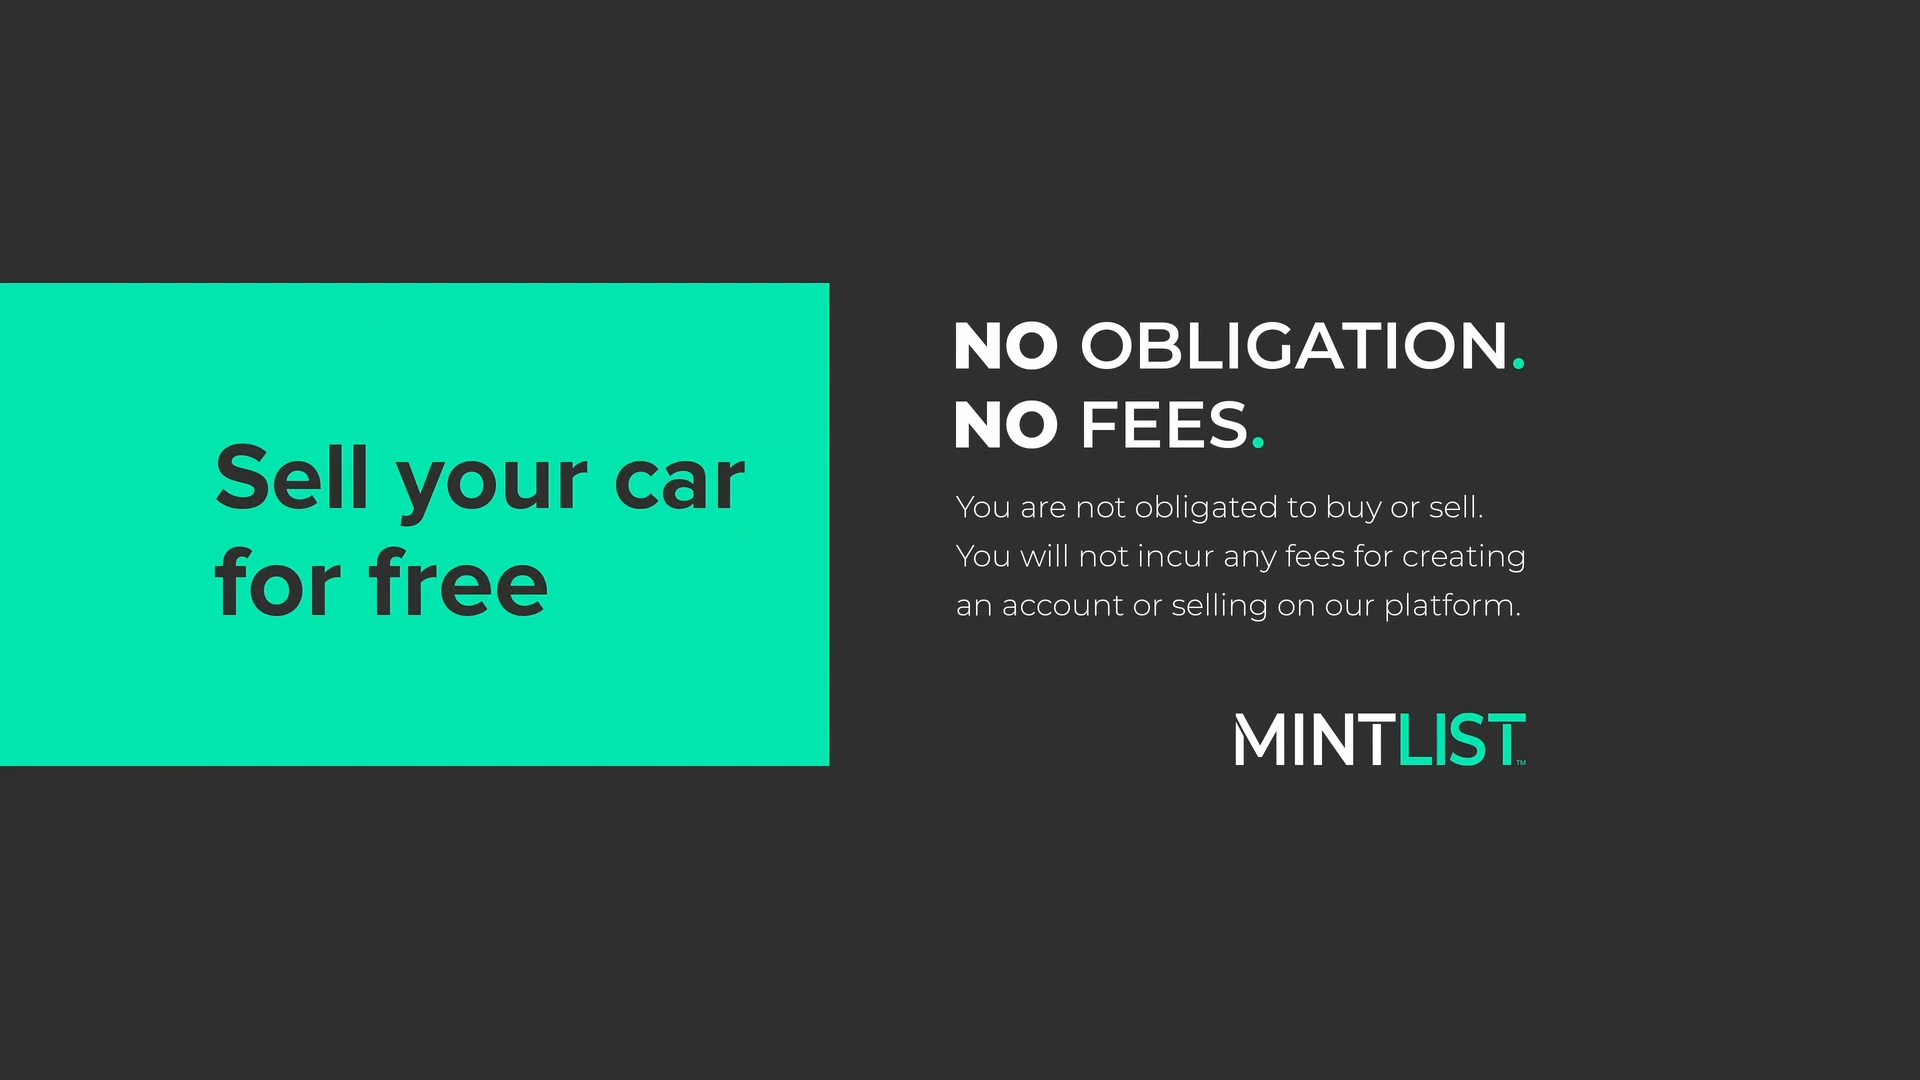 Sell your car
for free
NO OBLIGATION.
NO FEES.
You are not obligated to buy or sell.
You will not incur any fees for creating
an account or selling on our platform.
MINTLIST™